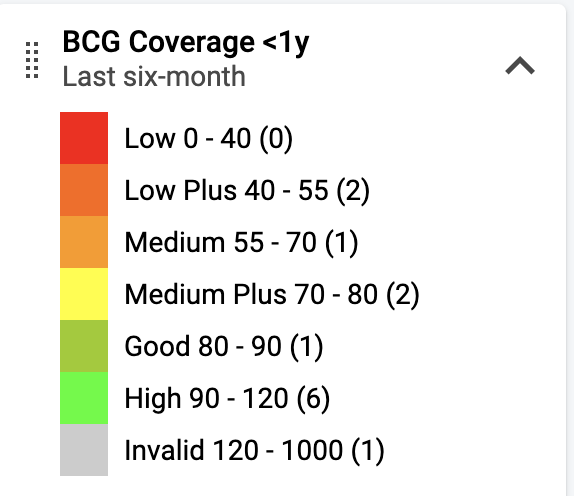 BCG Coverage <1y
Last six-month
Low 0 - 40 (0)
Low Plus 40 - 55 (2)
Medium 55 - 70 (1)
Medium Plus 70 - 80 (2)
Good 80 - 90 (1)
High 90 - 120 (6)
Invalid 120 - 1000 (1)